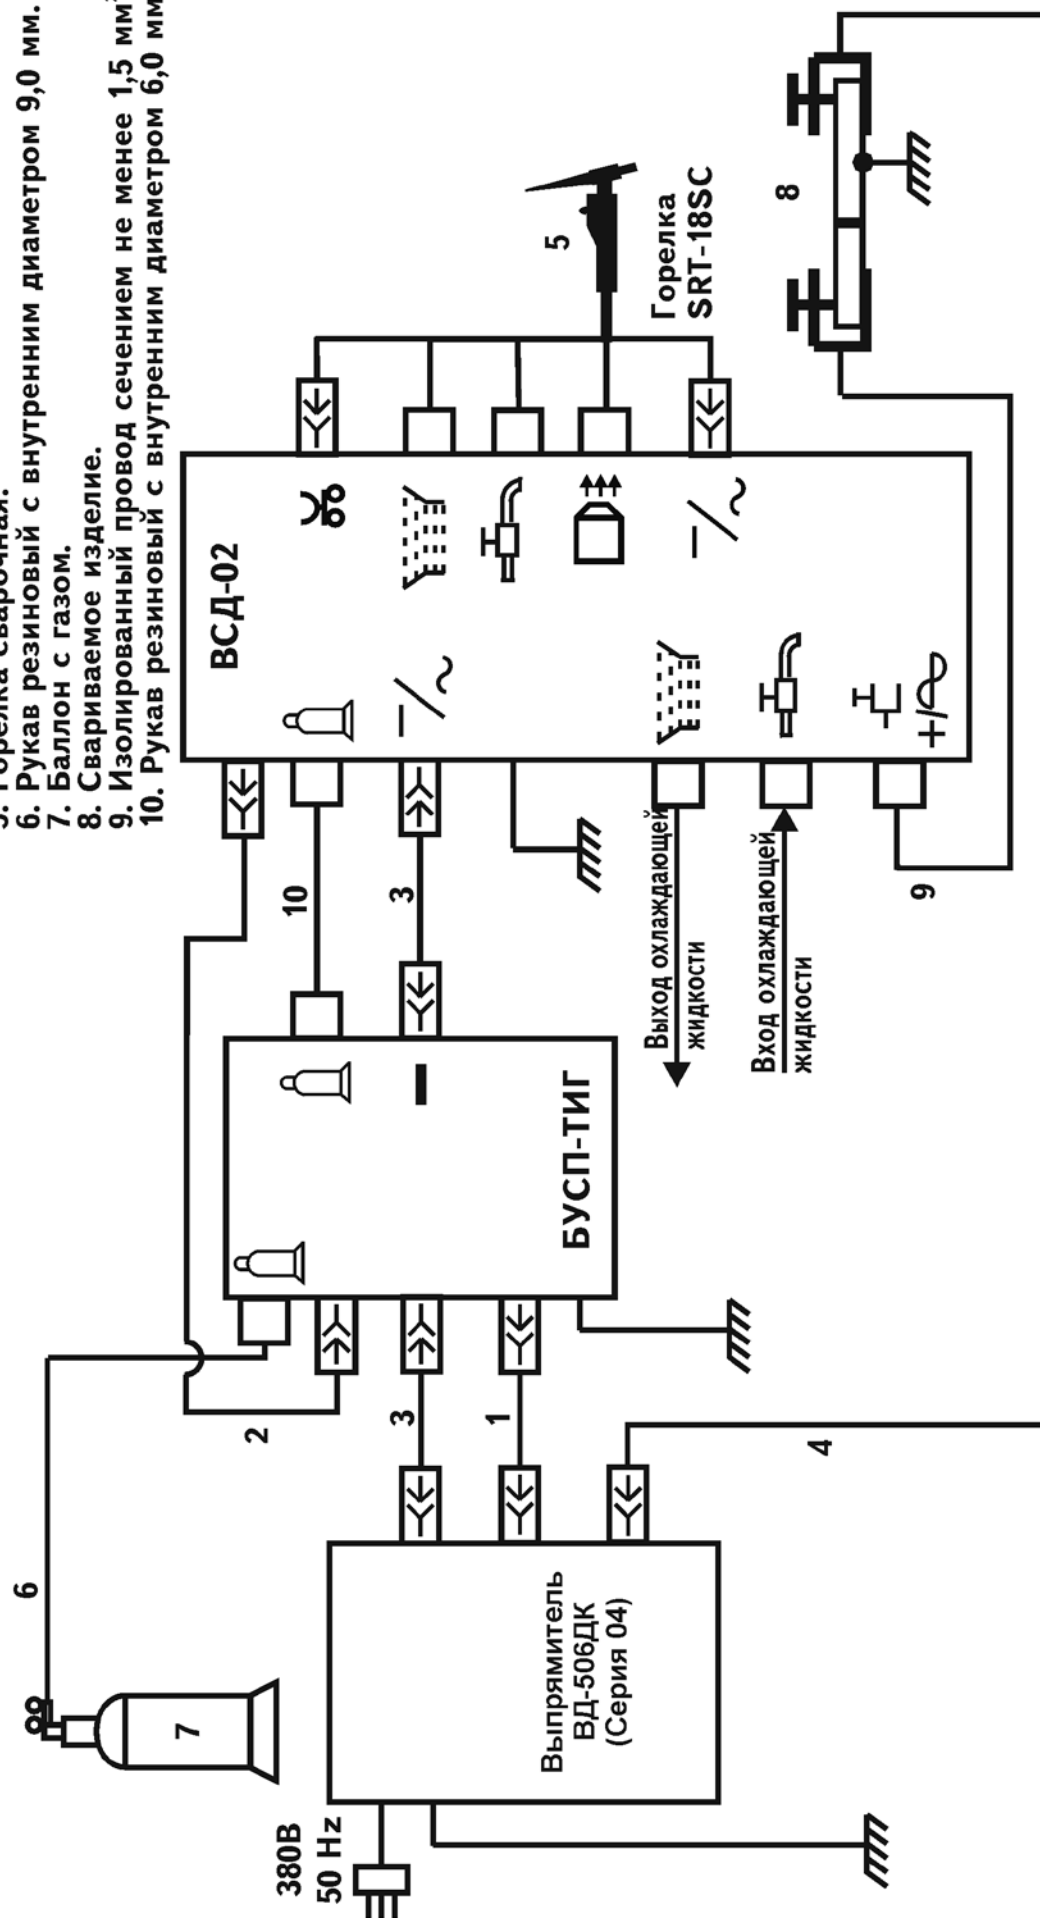 5. Горелка сварочная.
6. Рукав резиновый с внутренним диаметром 9,0 мм.
7. Баллон с газом.
8. Свариваемое изделие.
9. Изолированный провод сечением не менее 1,5 мм²
10. Рукав резиновый с внутренним диаметром 6,0 мм
380В
50 Hz
7
6
Выпрямитель
ВД-506ДК
(Серия 04)
2
3
1
4
БУСП-ТИГ
10
3
Выход охлаждающей
жидкости
Вход охлаждающей
жидкости
9
ВСД-02
5
Горелка
SRT-18SC
8